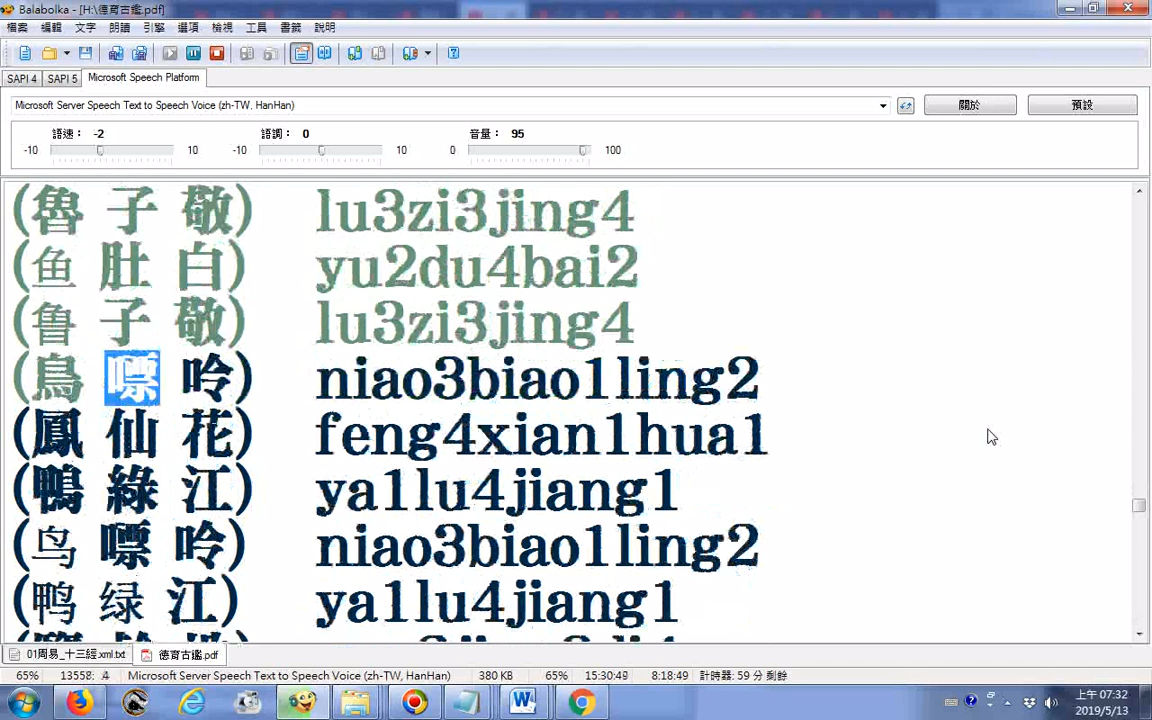 Balabolka - [H:\德育古鑑.pdf]
檔案 編輯 文字 朗讀 引擎 選項 檢視 工具 書籤 說明
SAPI 4 SAPI 5 Microsoft Speech Platform
Microsoft Server Speech Text to Speech Voice (zh-TW, HanHan) 關於 預設
語速： -2 語調： 0 音量： 95
-10 10 -10 10 0 100
(魯子敬) lu3zi3jing4
(鱼肚白) yu2du4bai2
(鲁子敬) lu3zi3jing4
(鳥嘌呤) niao3biao1ling2
(鳳仙花) feng4xian1hua1
(鴨綠江) ya1lu4jiang1
(鸟嘌呤) niao3biao1ling2
(鸭绿江) ya1lu4jiang1
01周易_十三經.xml.txt 德育古鑑.pdf
65% 13558: 4 Microsoft Server Speech Text to Speech Voice (zh-TW, HanHan) 380 KB 65% 15:30:49 8:18:49 計時器: 59 分 剩餘
上午 07:32
2019/5/13